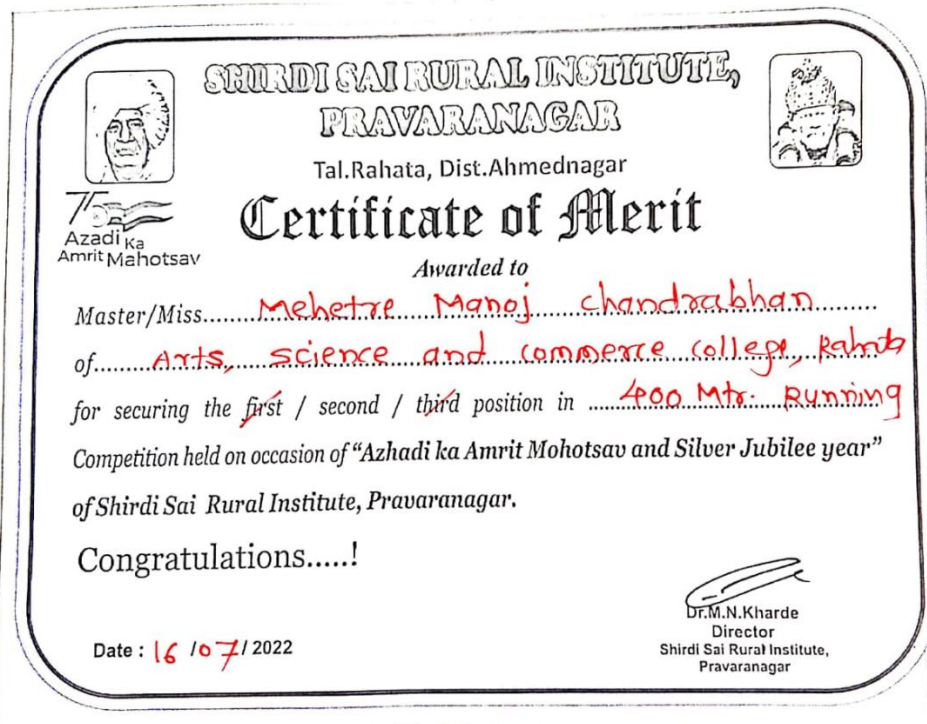 SHIRDI SAI RURAL INSTITUTE,
PRAVARANAGAR
Tal.Rahata, Dist.Ahmednagar
75
Azadi Ka
Amrit Mahotsav
Certificate of Merit
Awarded to
Master/Miss........Mehetre Manoj Chandrabhan........
of.........Arts, science and commerce college, Rahata
for securing the first / second / third position in ........400 Mtr. Running
Competition held on occasion of “Azhadi ka Amrit Mohotsav and Silver Jubilee year”
of Shirdi Sai Rural Institute, Pravaranagar.
Congratulations.....!
Date : 16 /07/ 2022
Dr.M.N.Kharde
Director
Shirdi Sai Rural Institute,
Pravaranagar